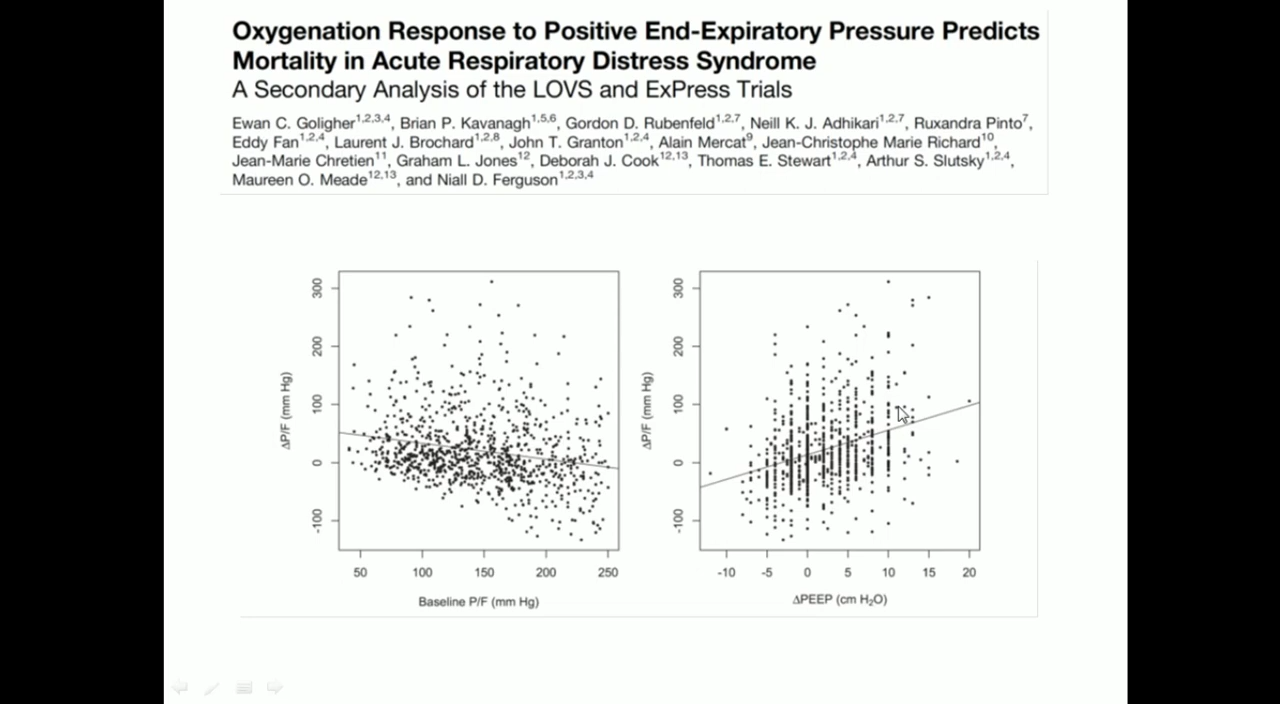 Oxygenation Response to Positive End-Expiratory Pressure Predicts
Mortality in Acute Respiratory Distress Syndrome
A Secondary Analysis of the LOVS and ExPress Trials
Ewan C. Goligher1,2,3,4, Brian P. Kavanagh1,5,6, Gordon D. Rubenfeld1,2,7, Neill K. J. Adhikari1,2,7, Ruxandra Pinto7,
Eddy Fan1,2,4, Laurent J. Brochard1,2,8, John T. Granton1,2,4, Alain Mercat9, Jean-Christophe Marie Richard10,
Jean-Marie Chretien11, Graham L. Jones12, Deborah J. Cook12,13, Thomas E. Stewart1,2,4, Arthur S. Slutsky1,2,4,
Maureen O. Meade12,13, and Niall D. Ferguson1,2,3,4
ΔP/F (mm Hg)
300
200
100
0
-100
50 100 150 200 250
Baseline P/F (mm Hg)
ΔP/F (mm Hg)
300
200
100
0
-100
-10 -5 0 5 10 15 20
ΔPEEP (cm H₂O)